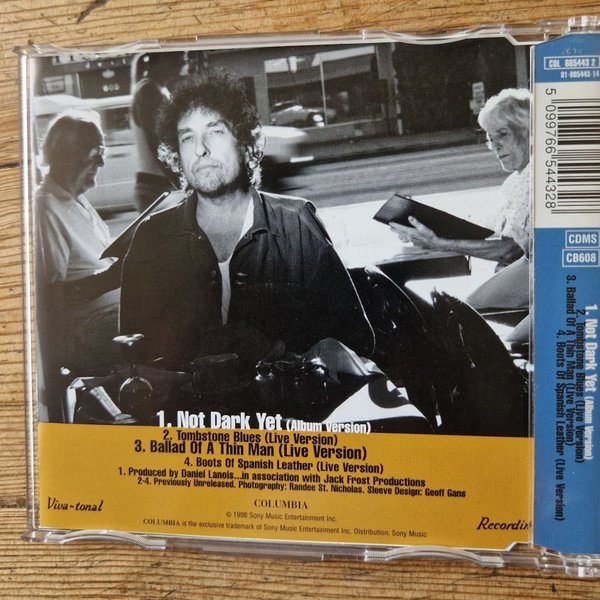 1. Not Dark Yet (Album Version)
2. Tombstone Blues (Live Version)
3. Ballad Of A Thin Man (Live Version)
4. Boots Of Spanish Leather (Live Version)
1. Produced by Daniel Lanois...in association with Jack Frost Productions
2-4. Previously Unreleased. Photography: Randee St. Nicholas. Sleeve Design: Geoff Gans
COLUMBIA
© 1998 Sony Music Entertainment Inc.
COLUMBIA is the exclusive trademark of Sony Music Entertainment Inc. Distribution: Sony Music
Viva-tonal
Recordin
COL 665443 2
01-665443-14
5 099766 544328
CDMS
CB608
1. Not Dark Yet (Album Version)
2. Tombstone Blues (Live Version)
3. Ballad Of A Thin Man (Live Version)
4. Boots Of Spanish Leather (Live Version)